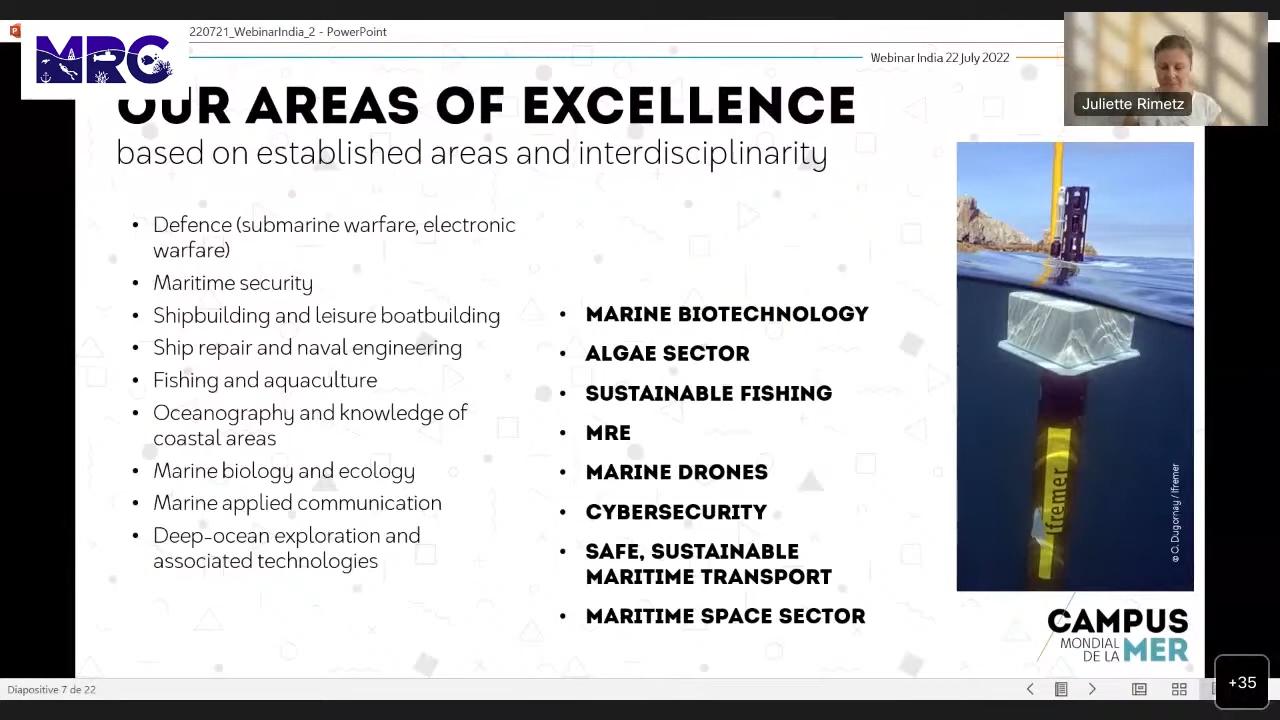 220721_WebinarIndia_2 - PowerPoint
MRC
Webinar India 22 July 2022
Juliette Rimetz
OUR AREAS OF EXCELLENCE
based on established areas and interdisciplinarity
• Defence (submarine warfare, electronic
warfare)
• Maritime security
• Shipbuilding and leisure boatbuilding
• Ship repair and naval engineering
• Fishing and aquaculture
• Oceanography and knowledge of
coastal areas
• Marine biology and ecology
• Marine applied communication
• Deep-ocean exploration and
associated technologies
• MARINE BIOTECHNOLOGY
• ALGAE SECTOR
• SUSTAINABLE FISHING
• MRE
• MARINE DRONES
• CYBERSECURITY
• SAFE, SUSTAINABLE
MARITIME TRANSPORT
• MARITIME SPACE SECTOR
Ifremer
© O. Dugornay / Ifremer
CAMPUS
MONDIAL
DE LA MER
Diapositive 7 de 22
+35